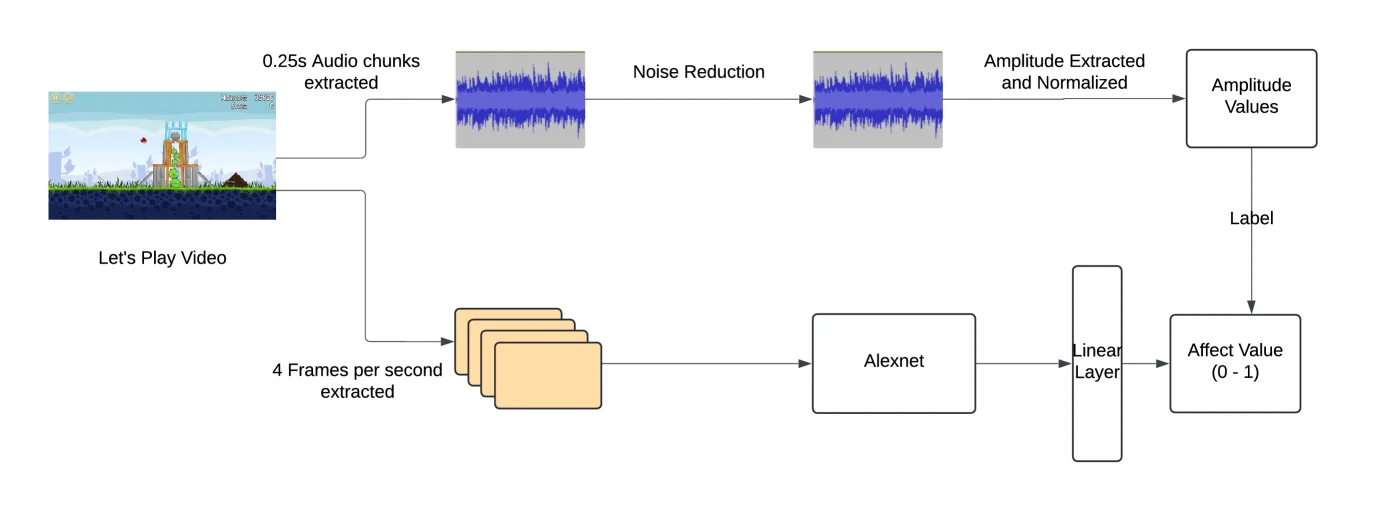 0.25s Audio chunks
extracted
Noise Reduction
Amplitude Extracted
and Normalized
Amplitude
Values
Label
Let's Play Video
4 Frames per second
extracted
Alexnet
Linear
Layer
Affect Value
(0 - 1)